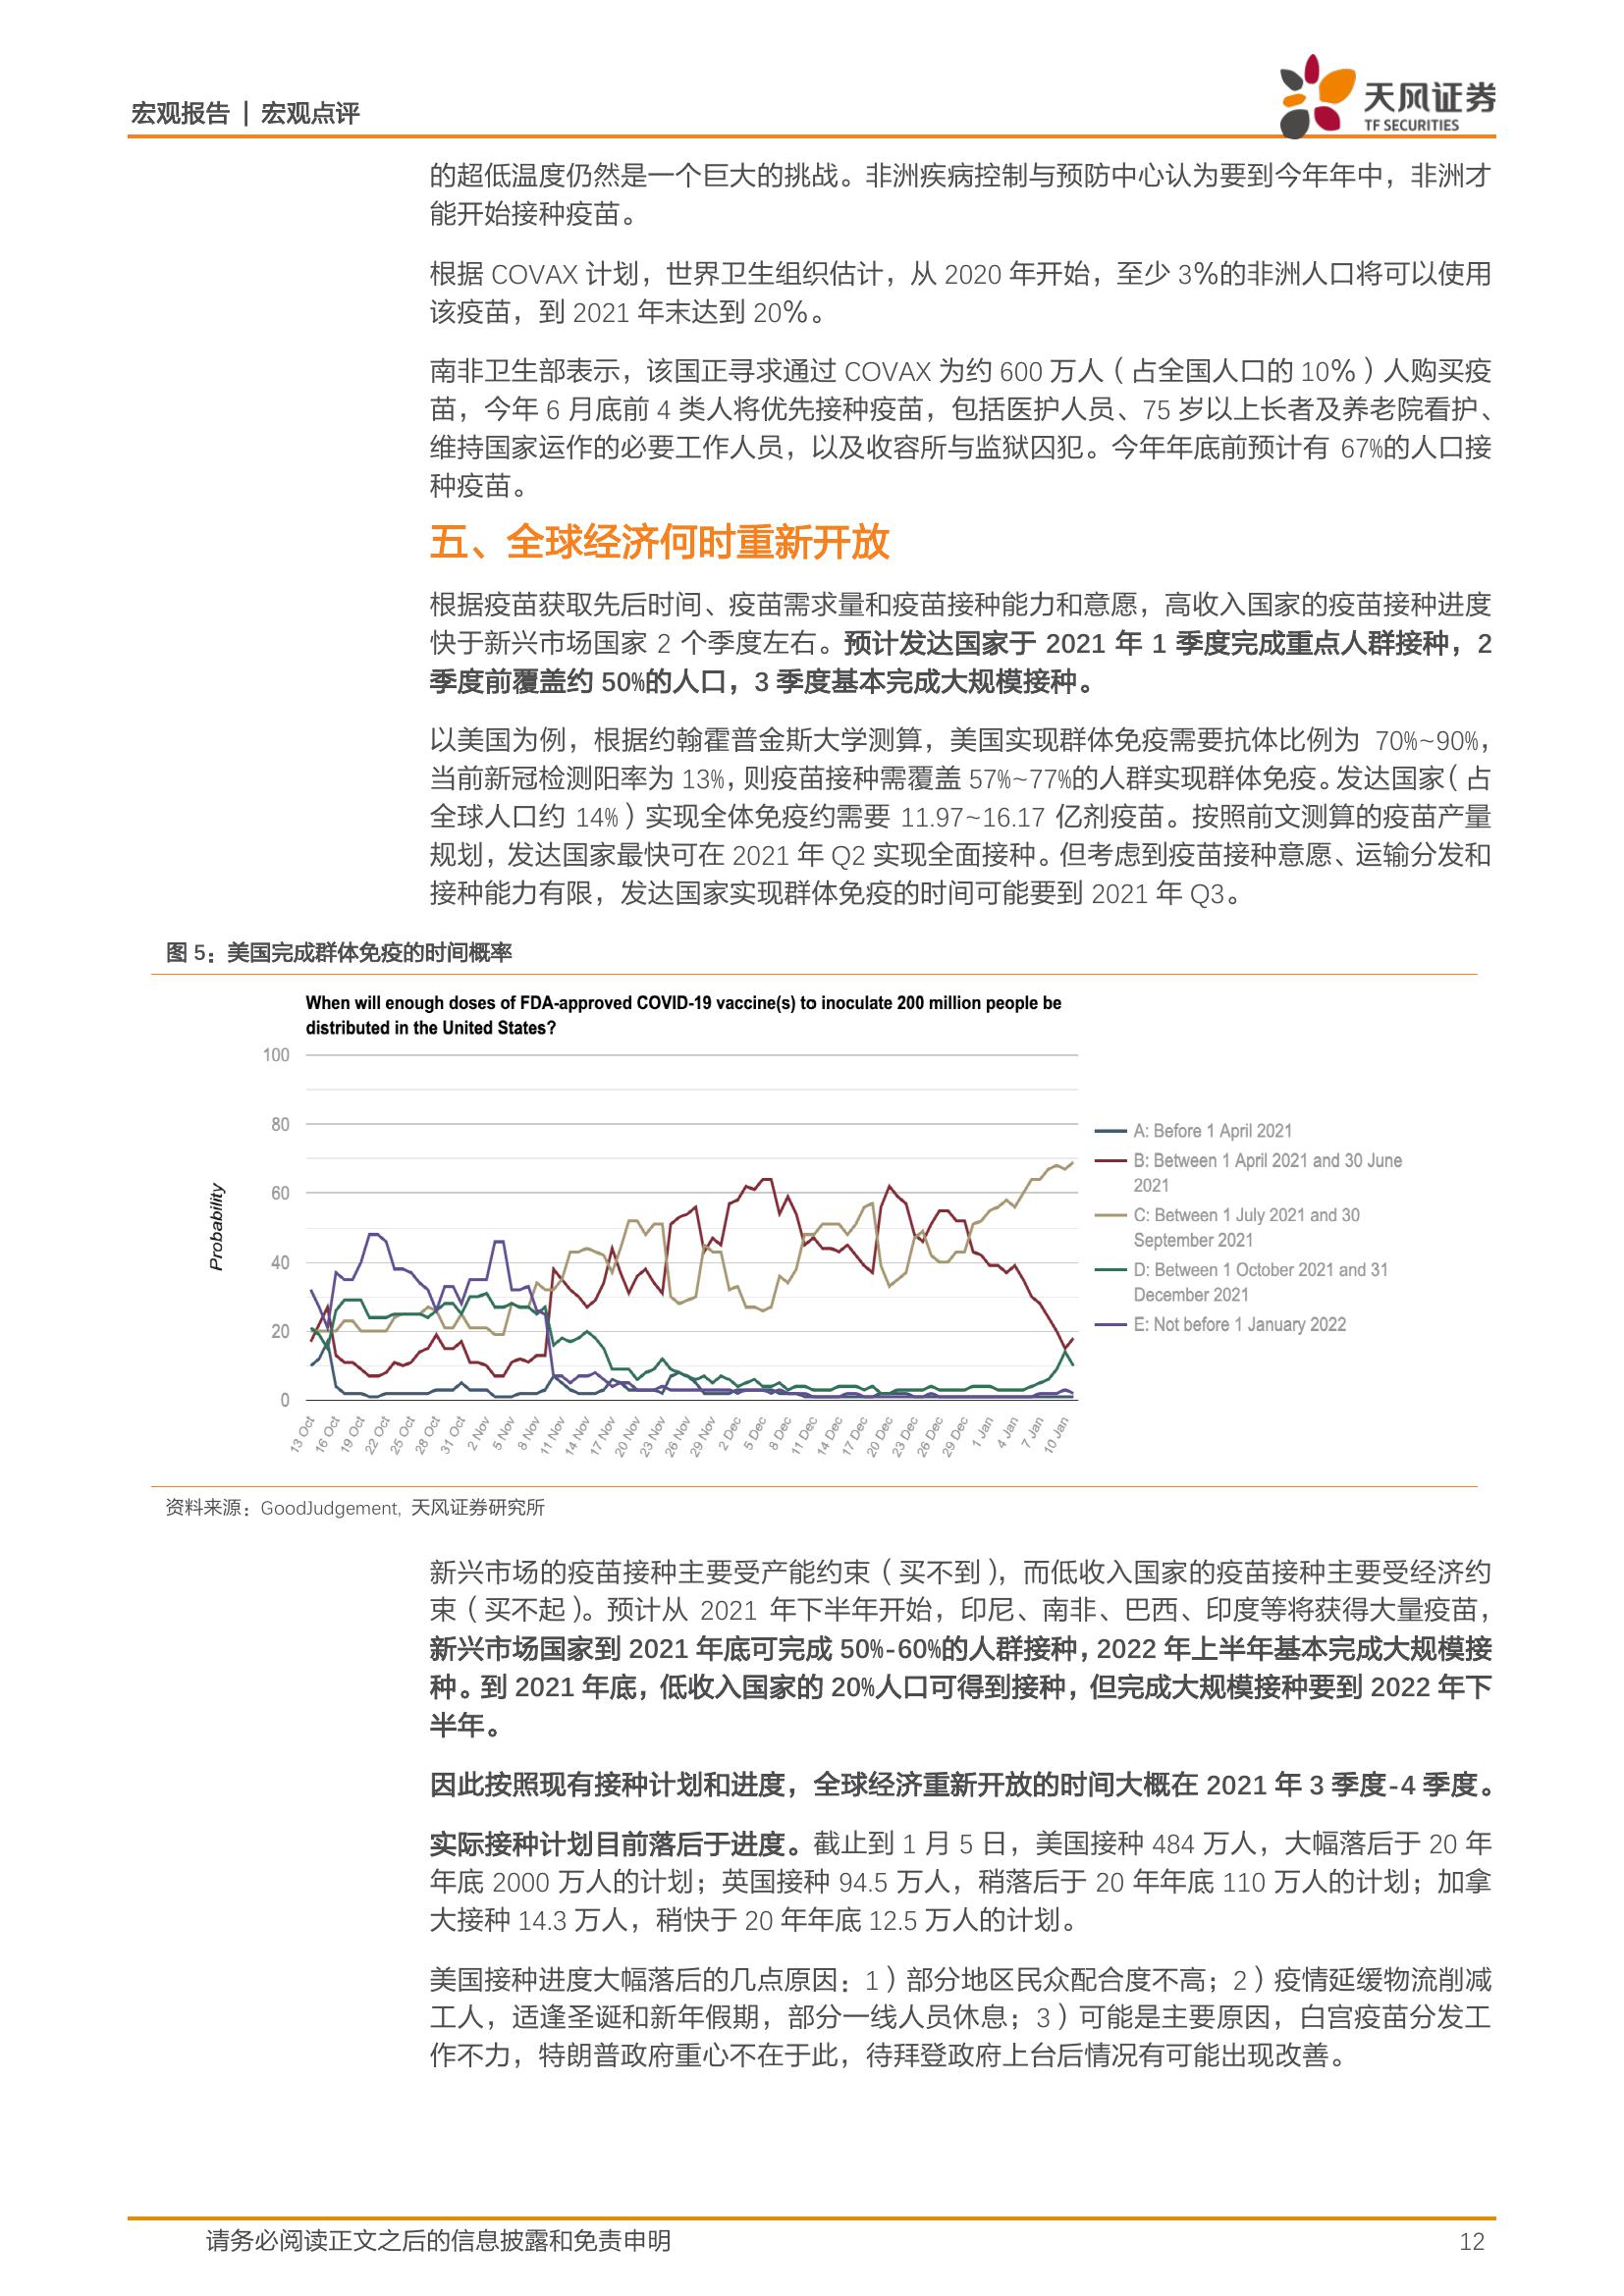 宏观报告 | 宏观点评
天风证券
TF SECURITIES
的超低温度仍然是一个巨大的挑战。非洲疾病控制与预防中心认为要到今年年中，非洲才
能开始接种疫苗。
根据 COVAX 计划，世界卫生组织估计，从 2020 年开始，至少 3%的非洲人口将可以使用
该疫苗，到 2021 年末达到 20%。
南非卫生部表示，该国正寻求通过 COVAX 为约 600 万人（占全国人口的 10%）人购买疫
苗，今年 6 月底前 4 类人将优先接种疫苗，包括医护人员、75 岁以上长者及养老院看护、
维持国家运作的必要工作人员，以及收容所与监狱囚犯。今年年底前预计有 67%的人口接
种疫苗。
五、全球经济何时重新开放
根据疫苗获取先后时间、疫苗需求量和疫苗接种能力和意愿，高收入国家的疫苗接种进度
快于新兴市场国家 2 个季度左右。预计发达国家于 2021 年 1 季度完成重点人群接种，2
季度前覆盖约 50%的人口，3 季度基本完成大规模接种。
以美国为例，根据约翰霍普金斯大学测算，美国实现群体免疫需要抗体比例为 70%~90%，
当前新冠检测阳率为 13%，则疫苗接种需覆盖 57%~77%的人群实现群体免疫。发达国家（占
全球人口约 14%）实现全体免疫约需要 11.97~16.17 亿剂疫苗。按照前文测算的疫苗产量
规划，发达国家最快可在 2021 年 Q2 实现全面接种。但考虑到疫苗接种意愿、运输分发和
接种能力有限，发达国家实现群体免疫的时间可能要到 2021 年 Q3。
图 5：美国完成群体免疫的时间概率
When will enough doses of FDA-approved COVID-19 vaccine(s) to inoculate 200 million people be
distributed in the United States?
100
80
60
40
20
0
Probability
A: Before 1 April 2021
B: Between 1 April 2021 and 30 June
2021
C: Between 1 July 2021 and 30
September 2021
D: Between 1 October 2021 and 31
December 2021
E: Not before 1 January 2022
13 Oct 16 Oct 19 Oct 22 Oct 25 Oct 28 Oct 31 Oct 2 Nov 5 Nov 8 Nov 11 Nov 14 Nov 17 Nov 20 Nov 23 Nov 26 Nov 29 Nov 2 Dec 5 Dec 8 Dec 11 Dec 14 Dec 17 Dec 20 Dec 23 Dec 26 Dec 29 Dec 1 Jan 4 Jan 7 Jan 10 Jan
资料来源：GoodJudgement, 天风证券研究所
新兴市场的疫苗接种主要受产能约束（买不到），而低收入国家的疫苗接种主要受经济约
束（买不起）。预计从 2021 年下半年开始，印尼、南非、巴西、印度等将获得大量疫苗，
新兴市场国家到 2021 年底可完成 50%-60%的人群接种，2022 年上半年基本完成大规模接
种。到 2021 年底，低收入国家的 20%人口可得到接种，但完成大规模接种要到 2022 年下
半年。
因此按照现有接种计划和进度，全球经济重新开放的时间大概在 2021 年 3 季度-4 季度。
实际接种计划目前落后于进度。截止到 1 月 5 日，美国接种 484 万人，大幅落后于 20 年
年底 2000 万人的计划；英国接种 94.5 万人，稍落后于 20 年年底 110 万人的计划；加拿
大接种 14.3 万人，稍快于 20 年年底 12.5 万人的计划。
美国接种进度大幅落后的几点原因：1）部分地区民众配合度不高；2）疫情延缓物流削减
工人，适逢圣诞和新年假期，部分一线人员休息；3）可能是主要原因，白宫疫苗分发工
作不力，特朗普政府重心不在于此，待拜登政府上台后情况有可能出现改善。
请务必阅读正文之后的信息披露和免责申明
12